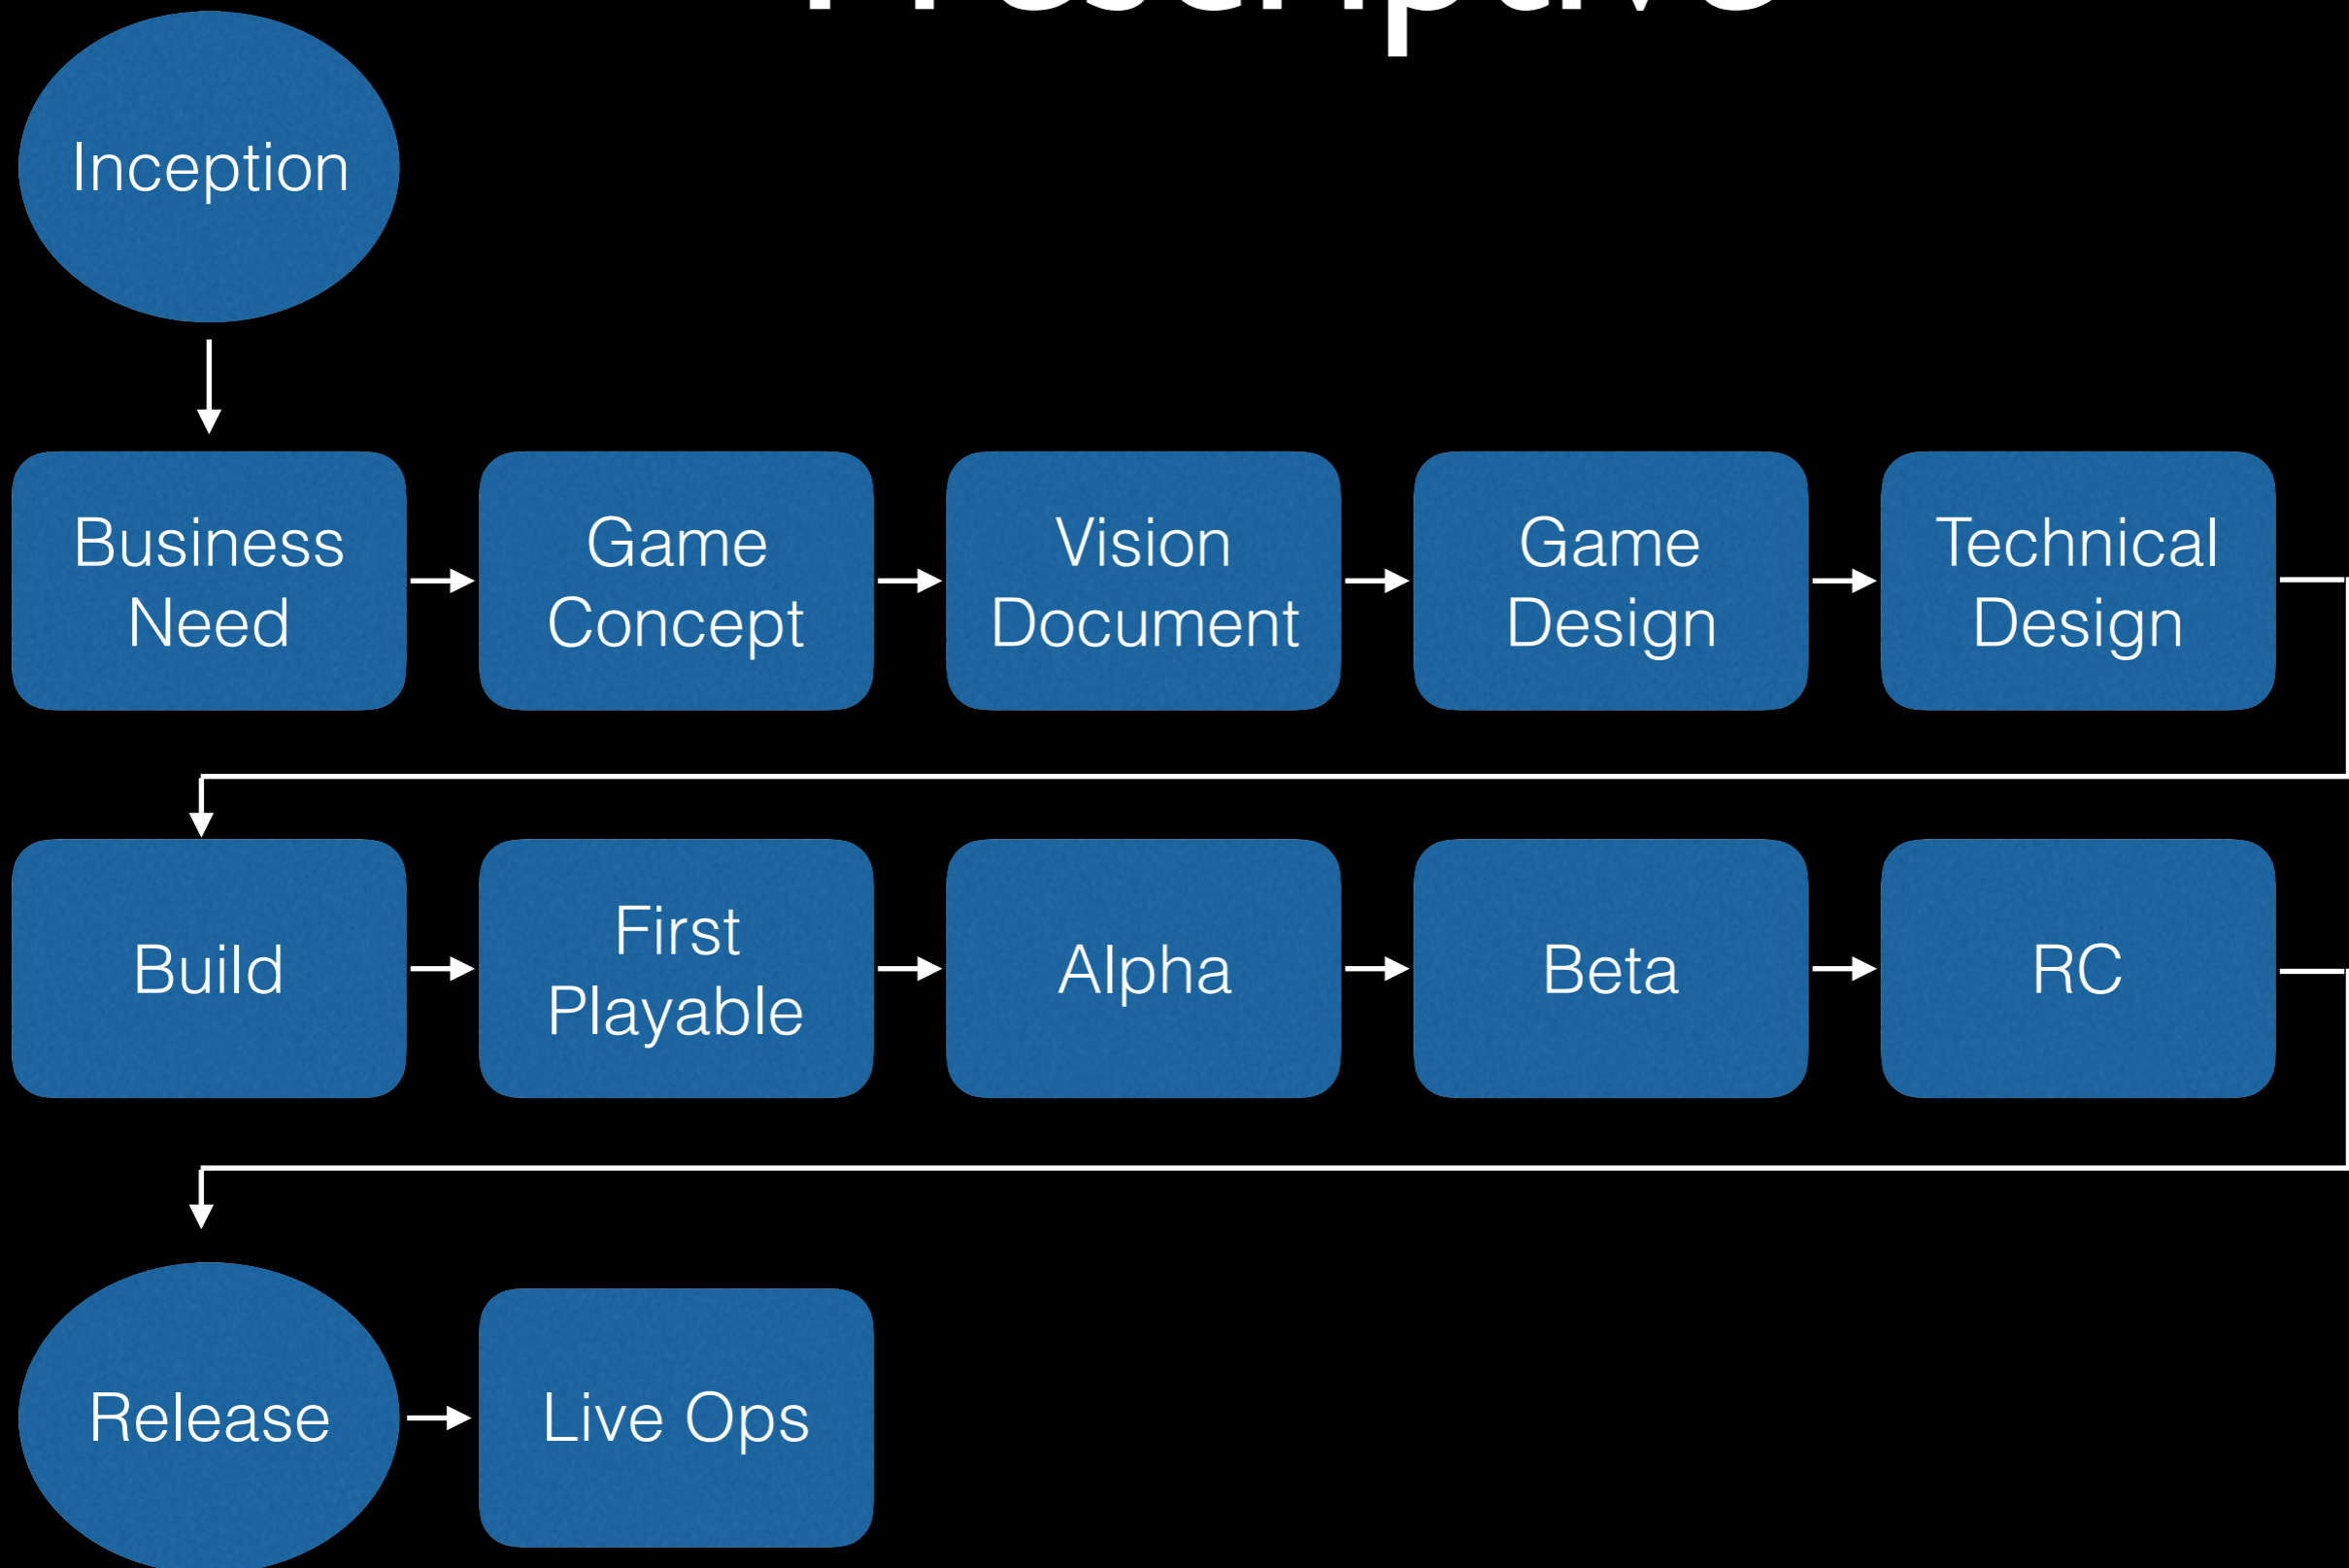 Inception
Business
Need
Game
Concept
Vision
Document
Game
Design
Technical
Design
Build
First
Playable
Alpha
Beta
RC
Release
Live Ops